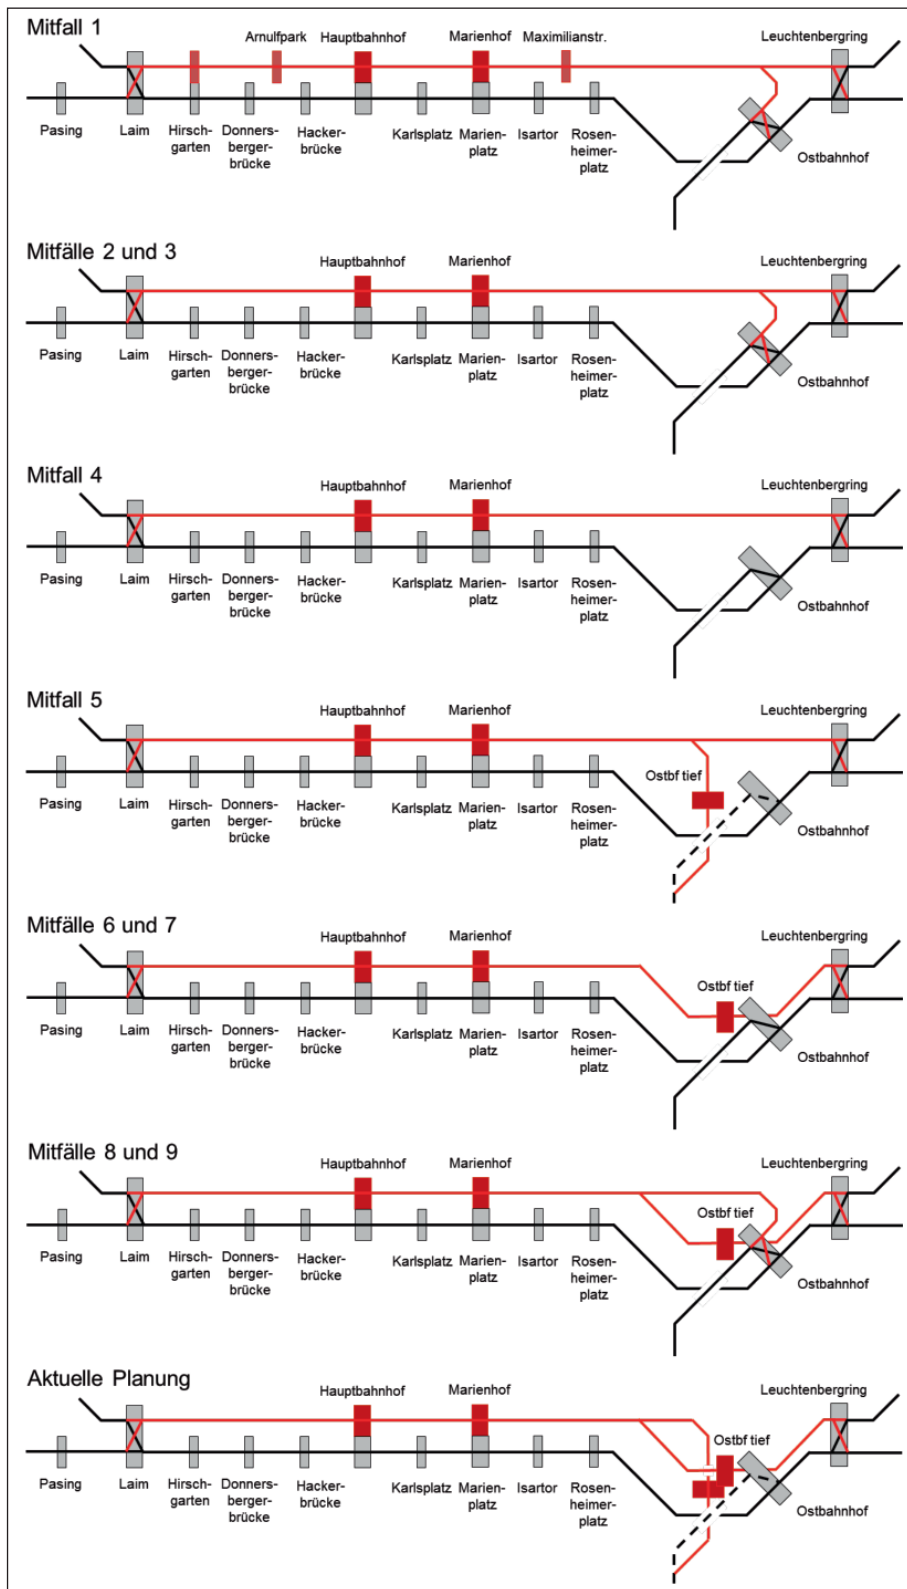 Mitfall 1
Arnulfpark Hauptbahnhof Marienhof Maximilianstr. Leuchtenbergring
Pasing Laim Hirsch- Donners- Hacker- Karlsplatz Marien- Isartor Rosen- Ostbahnhof
garten berger- brücke platz heimer-
brücke platz
Mitfälle 2 und 3
Hauptbahnhof Marienhof Leuchtenbergring
Pasing Laim Hirsch- Donners- Hacker- Karlsplatz Marien- Isartor Rosen- Ostbahnhof
garten berger- brücke platz heimer-
brücke platz
Mitfall 4
Hauptbahnhof Marienhof Leuchtenbergring
Pasing Laim Hirsch- Donners- Hacker- Karlsplatz Marien- Isartor Rosen- Ostbahnhof
garten berger- brücke platz heimer-
brücke platz
Mitfall 5
Hauptbahnhof Marienhof Leuchtenbergring
Ostbf tief
Pasing Laim Hirsch- Donners- Hacker- Karlsplatz Marien- Isartor Rosen- Ostbahnhof
garten berger- brücke platz heimer-
brücke platz
Mitfälle 6 und 7
Hauptbahnhof Marienhof Leuchtenbergring
Ostbf tief
Pasing Laim Hirsch- Donners- Hacker- Karlsplatz Marien- Isartor Rosen- Ostbahnhof
garten berger- brücke platz heimer-
brücke platz
Mitfälle 8 und 9
Hauptbahnhof Marienhof Leuchtenbergring
Ostbf tief
Pasing Laim Hirsch- Donners- Hacker- Karlsplatz Marien- Isartor Rosen- Ostbahnhof
garten berger- brücke platz heimer-
brücke platz
Aktuelle Planung
Hauptbahnhof Marienhof Leuchtenbergring
Ostbf tief
Pasing Laim Hirsch- Donners- Hacker- Karlsplatz Marien- Isartor Rosen- Ostbahnhof
garten berger- brücke platz heimer-
brücke platz